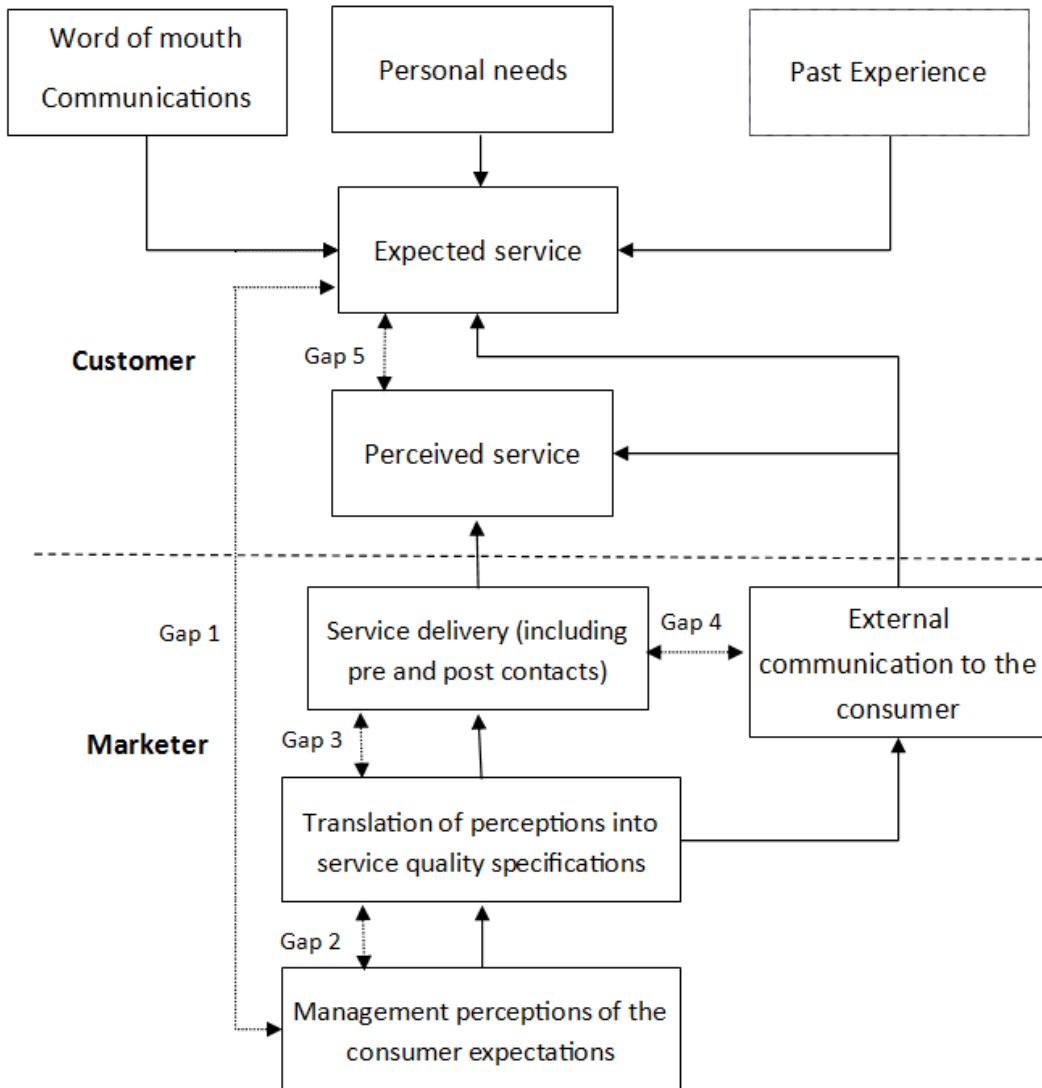 Word of mouth
Communications
Personal needs
Past Experience
Expected service
Customer
Gap 5
Perceived service
Gap 1
Service delivery (including
pre and post contacts)
Gap 4
External
communication to the
consumer
Marketer
Gap 3
Translation of perceptions into
service quality specifications
Gap 2
Management perceptions of the
consumer expectations